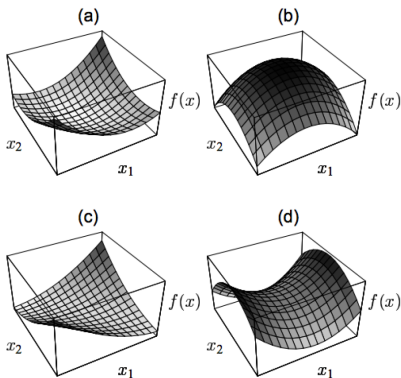 (a) (b)
f(x) f(x)
x₂ x₁ x₂ x₁
(c) (d)
f(x) f(x)
x₂ x₁ x₂ x₁